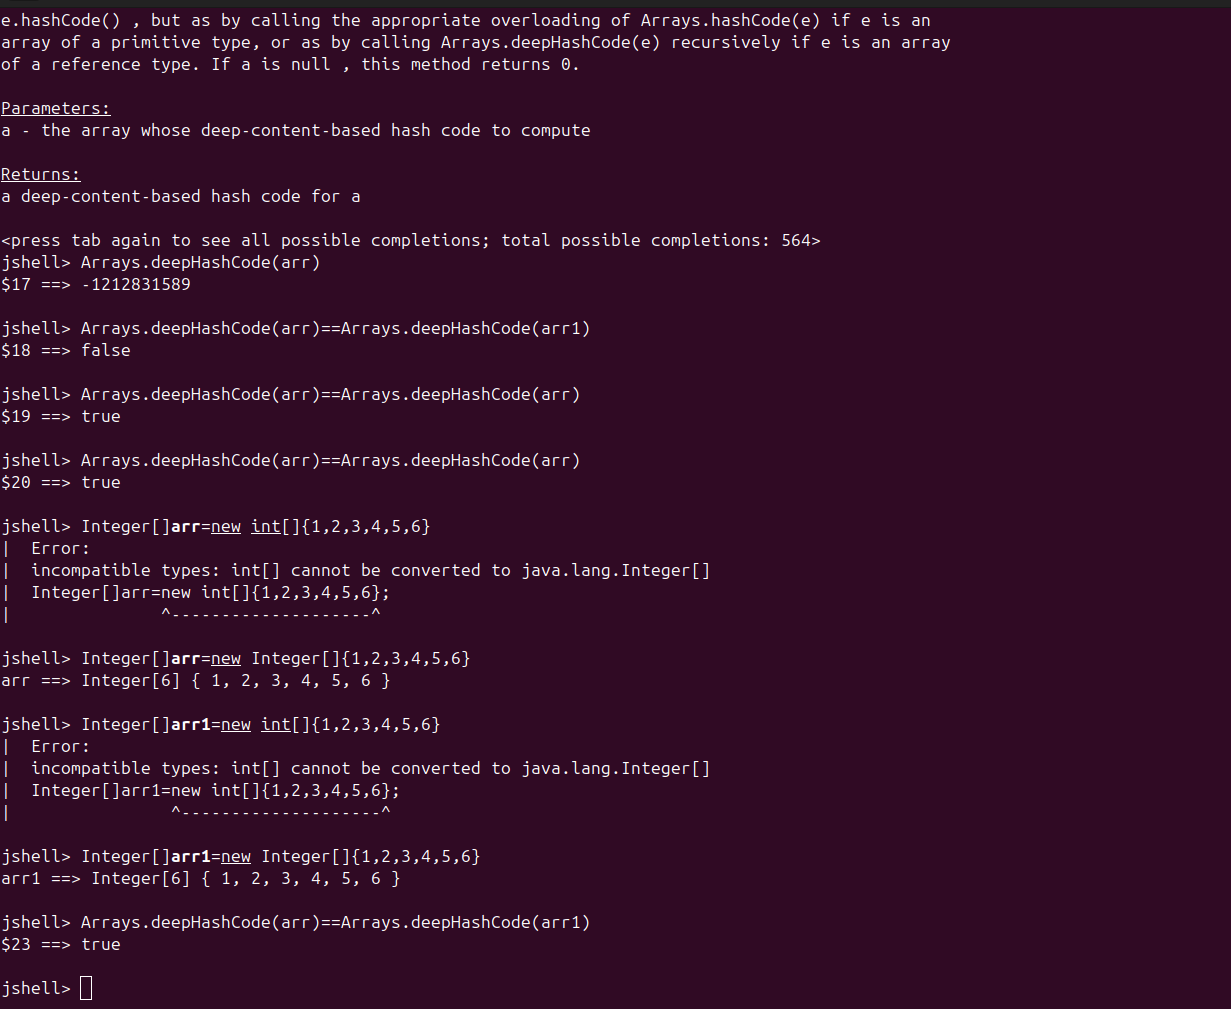 e.hashCode() , but as by calling the appropriate overloading of Arrays.hashCode(e) if e is an
array of a primitive type, or as by calling Arrays.deepHashCode(e) recursively if e is an array
of a reference type. If a is null , this method returns 0.

Parameters:
a - the array whose deep-content-based hash code to compute

Returns:
a deep-content-based hash code for a

<press tab again to see all possible completions; total possible completions: 564>
jshell> Arrays.deepHashCode(arr)
$17 ==> -1212831589

jshell> Arrays.deepHashCode(arr)==Arrays.deepHashCode(arr1)
$18 ==> false

jshell> Arrays.deepHashCode(arr)==Arrays.deepHashCode(arr)
$19 ==> true

jshell> Arrays.deepHashCode(arr)==Arrays.deepHashCode(arr)
$20 ==> true

jshell> Integer[]arr=new int[]{1,2,3,4,5,6}
|  Error:
|  incompatible types: int[] cannot be converted to java.lang.Integer[]
|  Integer[]arr=new int[]{1,2,3,4,5,6};
|               ^--------------------^

jshell> Integer[]arr=new Integer[]{1,2,3,4,5,6}
arr ==> Integer[6] { 1, 2, 3, 4, 5, 6 }

jshell> Integer[]arr1=new int[]{1,2,3,4,5,6}
|  Error:
|  incompatible types: int[] cannot be converted to java.lang.Integer[]
|  Integer[]arr1=new int[]{1,2,3,4,5,6};
|                ^--------------------^

jshell> Integer[]arr1=new Integer[]{1,2,3,4,5,6}
arr1 ==> Integer[6] { 1, 2, 3, 4, 5, 6 }

jshell> Arrays.deepHashCode(arr)==Arrays.deepHashCode(arr1)
$23 ==> true

jshell>